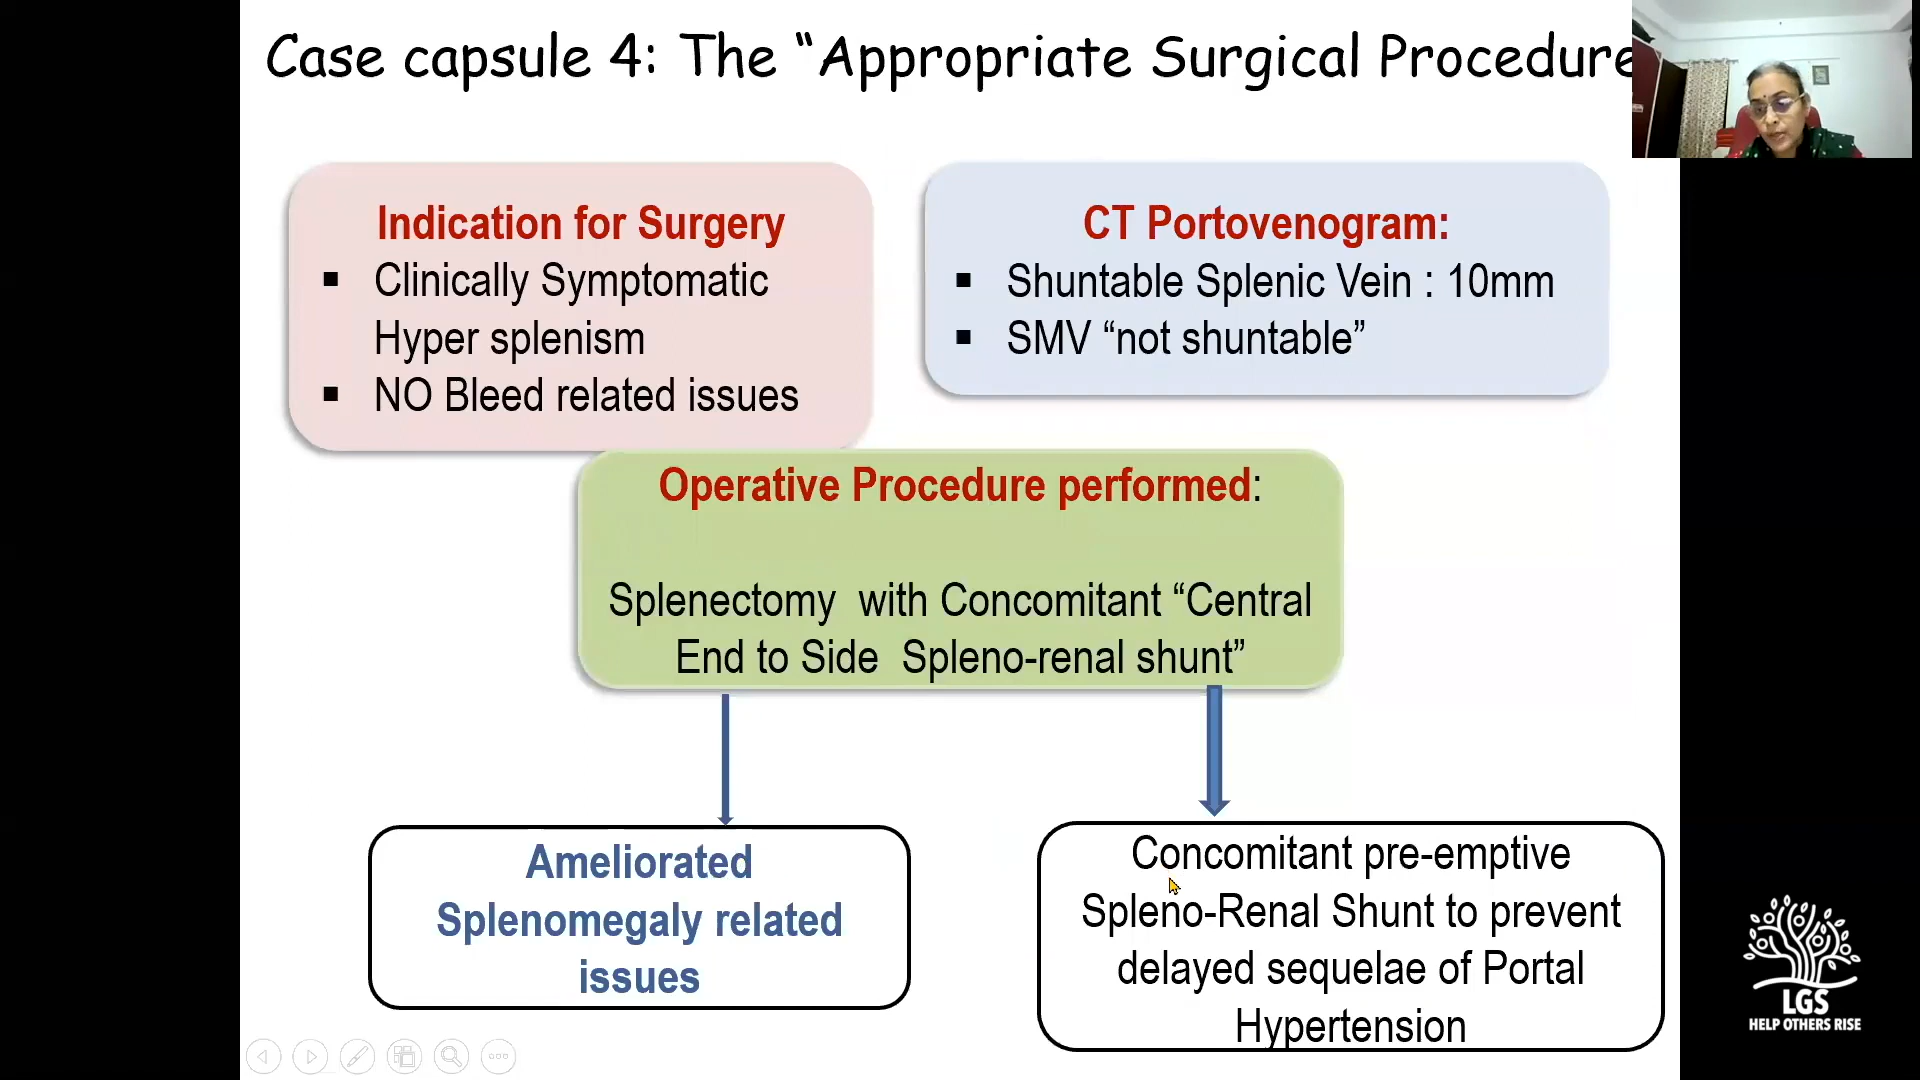 Case capsule 4: The “Appropriate Surgical Procedure
Indication for Surgery
▪ Clinically Symptomatic
Hyper splenism
▪ NO Bleed related issues
CT Portovenogram:
▪ Shuntable Splenic Vein : 10mm
▪ SMV “not shuntable”
Operative Procedure performed:
Splenectomy with Concomitant “Central
End to Side Spleno-renal shunt”
Ameliorated
Splenomegaly related
issues
Concomitant pre-emptive
Spleno-Renal Shunt to prevent
delayed sequelae of Portal
Hypertension
LGS
HELP OTHERS RISE